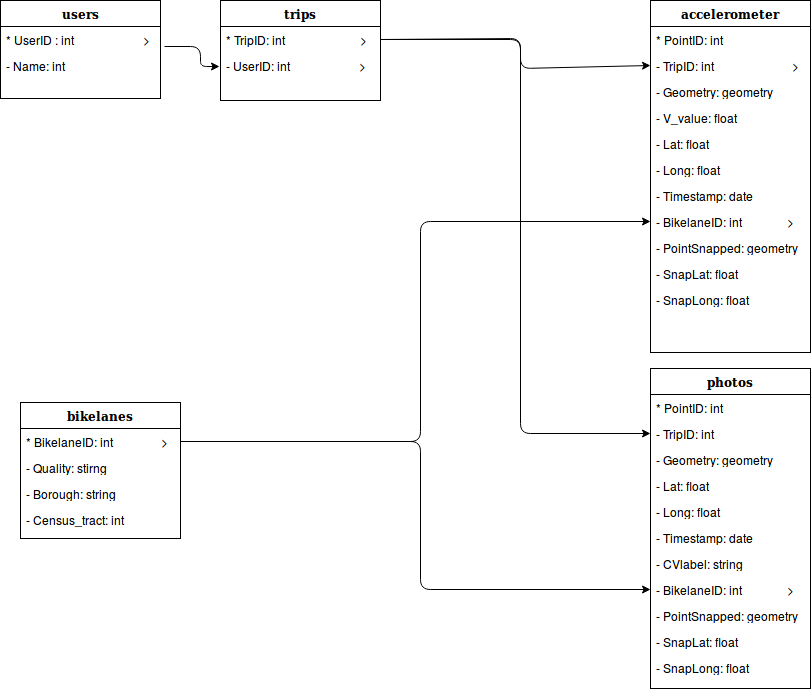 users
* UserID : int >
- Name: int
trips
* TripID: int >
- UserID: int >
accelerometer
* PointID: int
- TripID: int >
- Geometry: geometry
- V_value: float
- Lat: float
- Long: float
- Timestamp: date
- BikelaneID: int >
- PointSnapped: geometry
- SnapLat: float
- SnapLong: float
bikelanes
* BikelaneID: int >
- Quality: stirng
- Borough: string
- Census_tract: int
photos
* PointID: int
- TripID: int
- Geometry: geometry
- Lat: float
- Long: float
- Timestamp: date
- CVlabel: string
- BikelaneID: int >
- PointSnapped: geometry
- SnapLat: float
- SnapLong: float